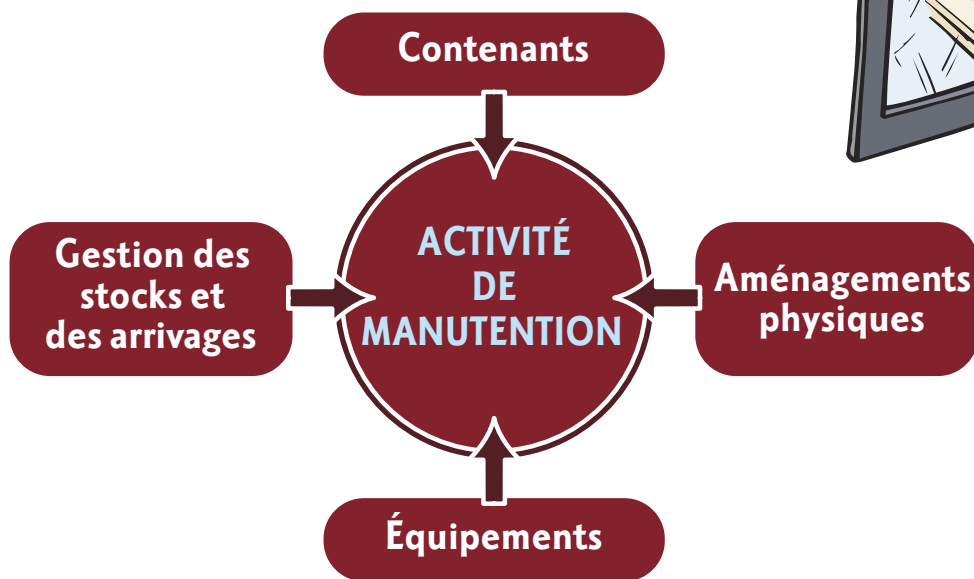 Contenants
Gestion des
stocks et
des arrivages
ACTIVITÉ
DE
MANUTENTION
Aménagements
physiques
Équipements